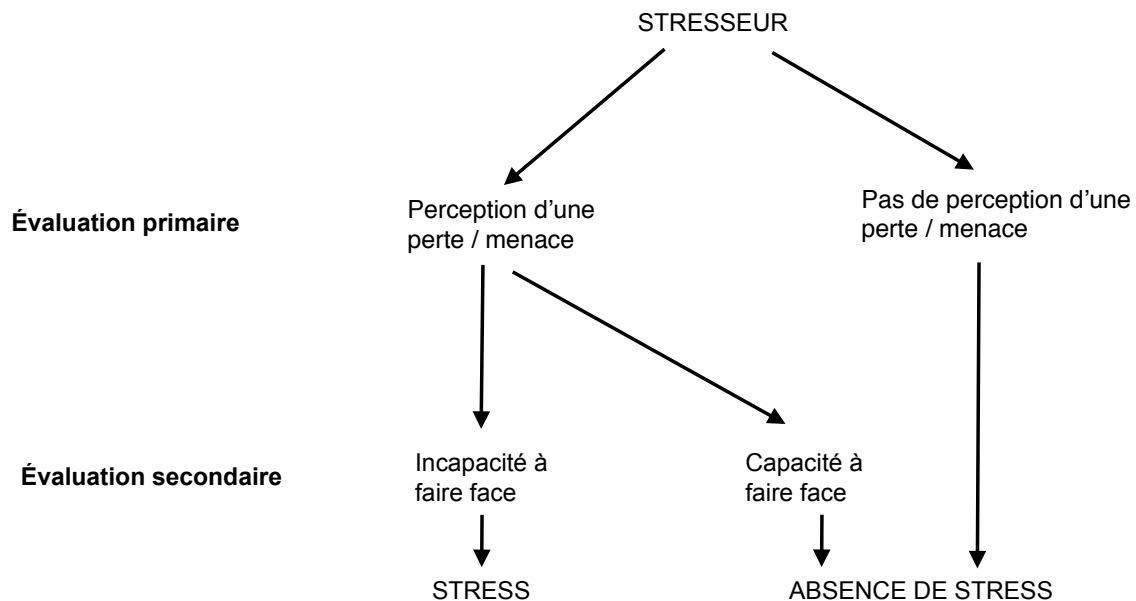 STRESSEUR
Évaluation primaire
Perception d’une
perte / menace
Pas de perception d’une
perte / menace
Évaluation secondaire
Incapacité à
faire face
Capacité à
faire face
STRESS
ABSENCE DE STRESS